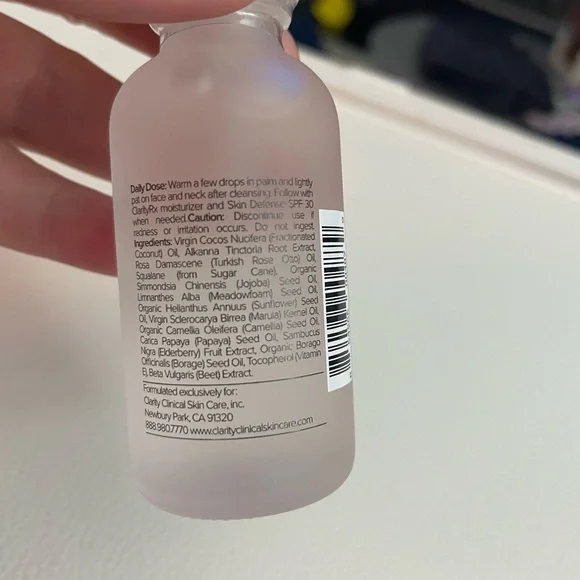 Daily Dose: Warm a few drops in palm and lightly
pat on face and neck after cleansing. Follow with
ClarityRx moisturizer and Skin Defense SPF 30
when needed. Caution: Discontinue use if
redness or irritation occurs. Do not ingest.
Ingredients: Virgin Cocos Nucifera (Fractionated
Coconut) Oil, Alkanna Tinctoria Root Extract,
Rosa Damascene (Turkish Rose Otto) Oil,
Squalane (from Sugar Cane), Organic
Simmondsia Chinensis (Jojoba) Seed Oil,
Limnanthes Alba (Meadowfoam) Seed Oil,
Organic Helianthus Annuus (Sunflower) Seed
Oil, Virgin Sclerocarya Birrea (Marula) Kernel Oil,
Organic Camellia Oleifera (Camellia) Seed Oil,
Carica Papaya (Papaya) Seed Oil, Sambucus
Nigra (Elderberry) Fruit Extract, Organic Borago
Officinalis (Borage) Seed Oil, Tocopherol (Vitamin
E), Beta Vulgaris (Beet) Extract.
Formulated exclusively for:
Clarity Clinical Skin Care, inc.
Newbury Park, CA 91320
888.980.7770 www.clarityclinicalskincare.com